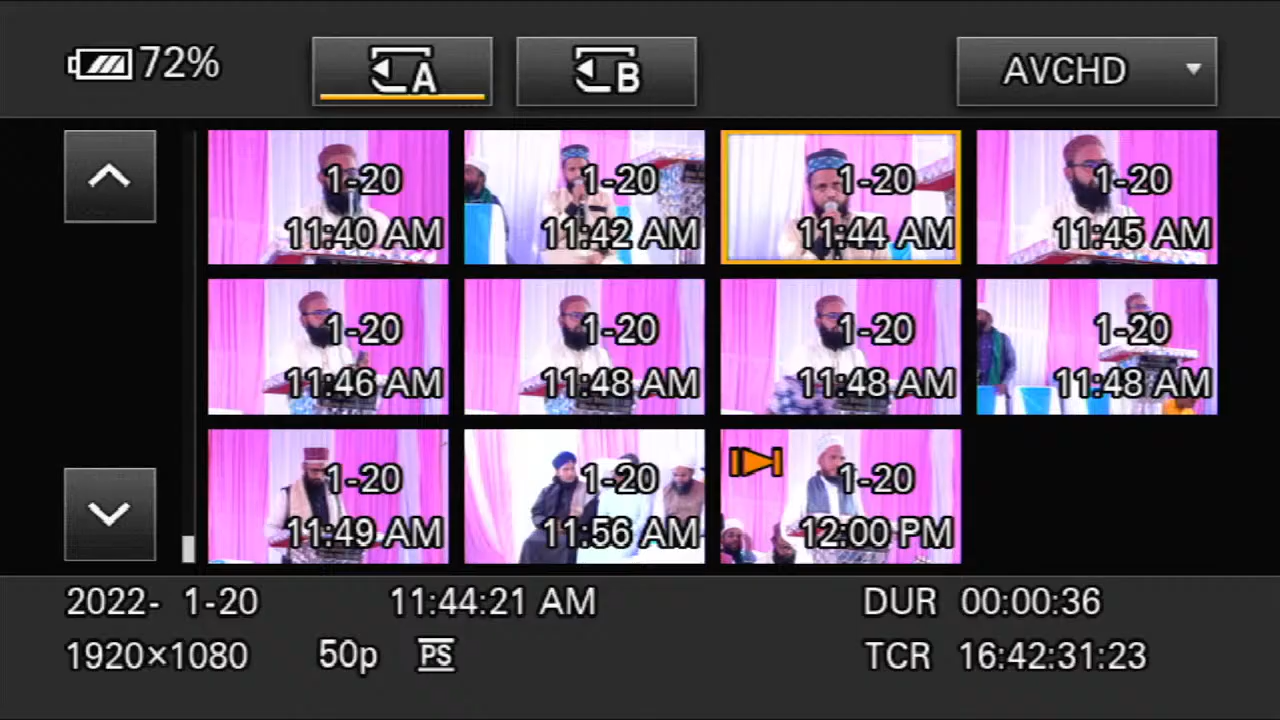 72%
A
B
AVCHD
1-20
11:40 AM
1-20
11:42 AM
1-20
11:44 AM
1-20
11:45 AM
1-20
11:46 AM
1-20
11:48 AM
1-20
11:48 AM
1-20
11:48 AM
1-20
11:49 AM
1-20
11:56 AM
1-20
12:00 PM
2022- 1-20 11:44:21 AM DUR 00:00:36
1920×1080 50p PS TCR 16:42:31:23